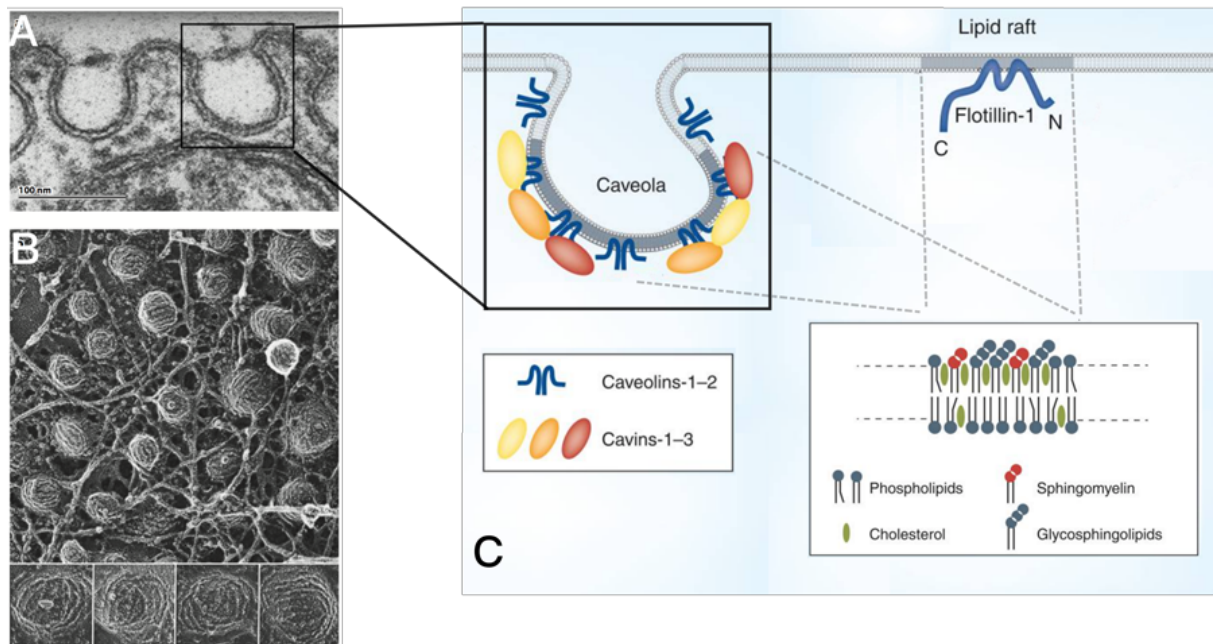 A
100 nm
B
C
Caveola
Lipid raft
Flotillin-1
C
N
Caveolins-1–2
Cavins-1–3
Phospholipids
Sphingomyelin
Cholesterol
Glycosphingolipids